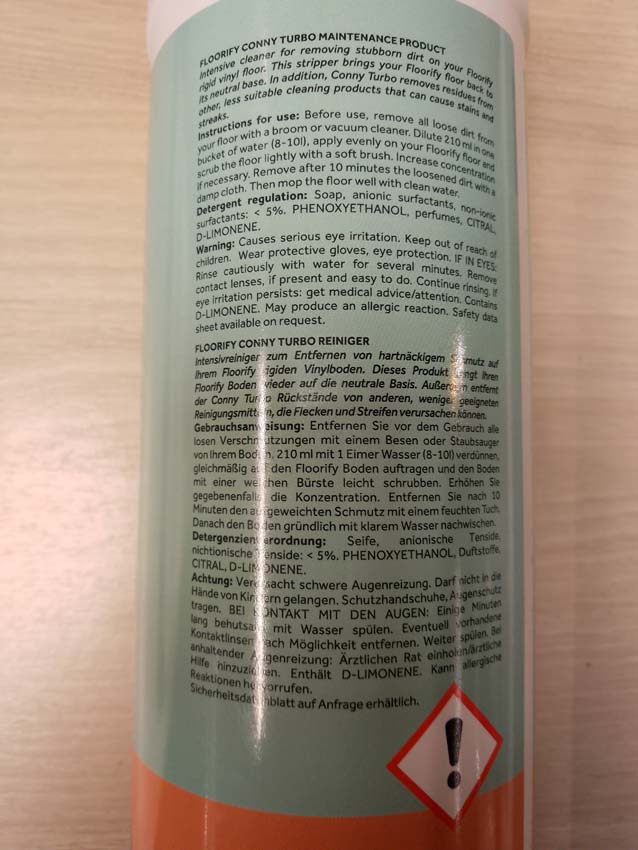 FLOORIFY CONNY TURBO MAINTENANCE PRODUCT
Intensive cleaner for removing stubborn dirt on your Floorify
rigid vinyl floor. This stripper brings your Floorify floor back to
its neutral base. In addition, Conny Turbo removes residues from
other, less suitable cleaning products that can cause stains and
streaks.
Instructions for use: Before use, remove all loose dirt from
your floor with a broom or vacuum cleaner. Dilute 210 ml in one
bucket of water (8-10l), apply evenly on your Floorify floor and
scrub the floor lightly with a soft brush. Increase concentration
if necessary. Remove after 10 minutes the loosened dirt with a
damp cloth. Then mop the floor well with clean water.
Detergent regulation: Soap, anionic surfactants, non-ionic
surfactants: < 5%. PHENOXYETHANOL, perfumes, CITRAL,
D-LIMONENE.
Warning: Causes serious eye irritation. Keep out of reach of
children. Wear protective gloves, eye protection. IF IN EYES:
Rinse cautiously with water for several minutes. Remove
contact lenses, if present and easy to do. Continue rinsing. If
eye irritation persists: get medical advice/attention. Contains
D-LIMONENE. May produce an allergic reaction. Safety data
sheet available on request.
FLOORIFY CONNY TURBO REINIGER
Intensivreiniger zum Entfernen von hartnäckigem Schmutz auf
Ihrem Floorify rigiden Vinylboden. Dieses Produkt bringt Ihren
Floorify Boden wieder auf die neutrale Basis. Außerdem entfernt
der Conny Turbo Rückstände von anderen, weniger geeigneten
Reinigungsmitteln, die Flecken und Streifen verursachen können.
Gebrauchsanweisung: Entfernen Sie vor dem Gebrauch alle
losen Verschmutzungen mit einem Besen oder Staubsauger
von Ihrem Boden. 210 ml mit 1 Eimer Wasser (8-10l) verdünnen,
gleichmäßig auf den Floorify Boden auftragen und den Boden
mit einer weichen Bürste leicht schrubben. Erhöhen Sie
gegebenenfalls die Konzentration. Entfernen Sie nach 10
Minuten den aufgeweichten Schmutz mit einem feuchten Tuch.
Danach den Boden gründlich mit klarem Wasser nachwischen.
Detergenzienverordnung: Seife, anionische Tenside,
nichtionische Tenside: < 5%. PHENOXYETHANOL, Duftstoffe,
CITRAL, D-LIMONENE.
Achtung: Verursacht schwere Augenreizung. Darf nicht in die
Hände von Kindern gelangen. Schutzhandschuhe, Augenschutz
tragen. BEI KONTAKT MIT DEN AUGEN: Einige Minuten
lang behutsam mit Wasser spülen. Eventuell vorhandene
Kontaktlinsen nach Möglichkeit entfernen. Weiter spülen. Bei
anhaltender Augenreizung: Ärztlichen Rat einholen/ärztliche
Hilfe hinzuziehen. Enthält D-LIMONENE. Kann allergische
Reaktionen hervorrufen.
Sicherheitsdatenblatt auf Anfrage erhältlich.